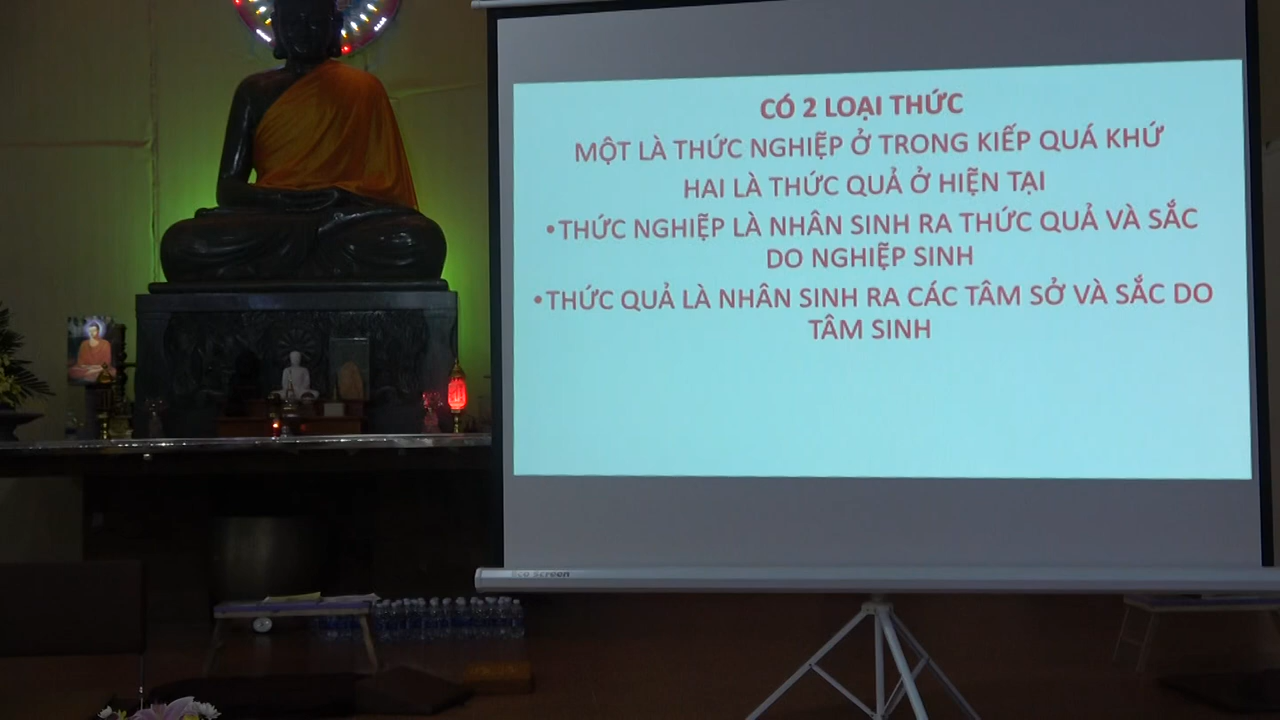 CÓ 2 LOẠI THỨC
MỘT LÀ THỨC NGHIỆP Ở TRONG KIẾP QUÁ KHỨ
HAI LÀ THỨC QUẢ Ở HIỆN TẠI
•THỨC NGHIỆP LÀ NHÂN SINH RA THỨC QUẢ VÀ SẮC
DO NGHIỆP SINH
•THỨC QUẢ LÀ NHÂN SINH RA CÁC TÂM SỞ VÀ SẮC DO
TÂM SINH
Eco Screen